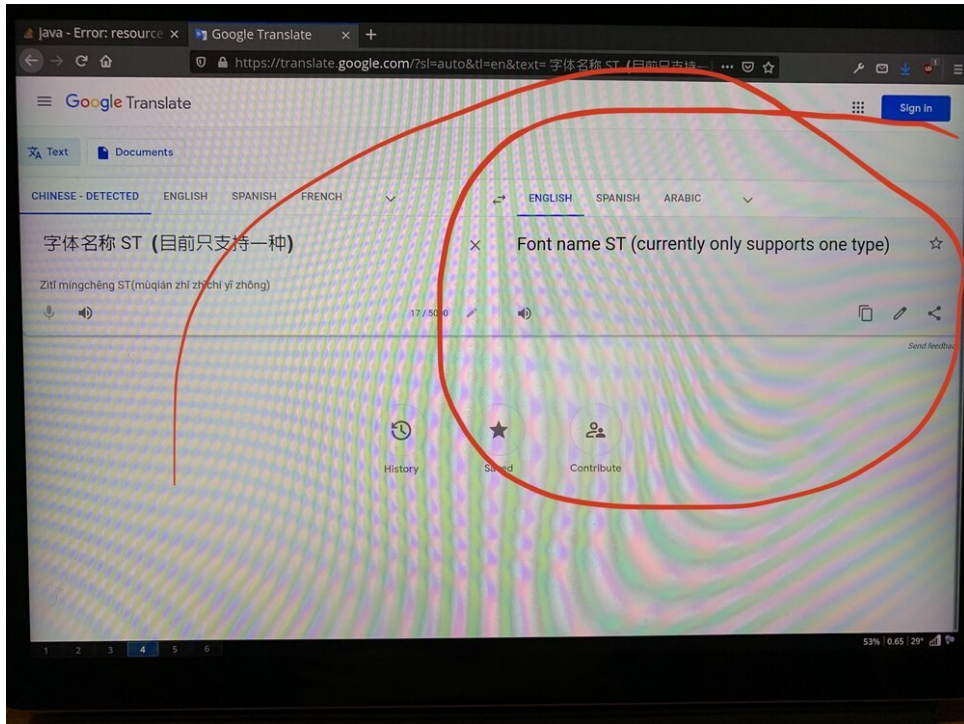 Java - Error: resource × Google Translate × +
https://translate.google.com/?sl=auto&tl=en&text= 字体名称 ST (目前只支持一
Google Translate Sign in
Text Documents
CHINESE - DETECTED ENGLISH SPANISH FRENCH ENGLISH SPANISH ARABIC
字体名称 ST (目前只支持一种) Font name ST (currently only supports one type)
Zìtǐ míngchēng ST(mùqián zhǐ zhīchí yī zhǒng)
17 / 5000
Send feedback
History Saved Contribute
1 2 3 4 5 6 53% 0.65 29°